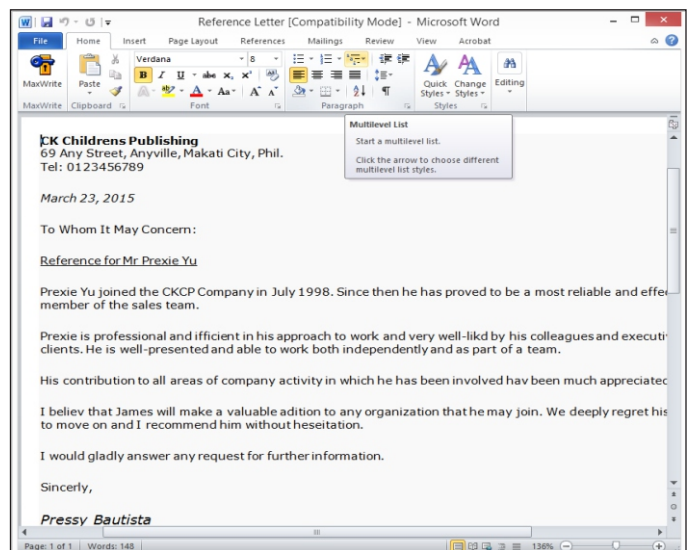 Reference Letter [Compatibility Mode] - Microsoft Word
File Home Insert Page Layout References Mailings Review View Acrobat
Verdana 8
MaxWrite Paste B I U abe x, x² Quick Styles Change Styles Editing
A Aa A A
MaxWrite Clipboard Font Paragraph Styles
Multilevel List
Start a multilevel list.
Click the arrow to choose different
multilevel list styles.
CK Childrens Publishing
69 Any Street, Anyville, Makati City, Phil.
Tel: 0123456789
March 23, 2015
To Whom It May Concern:
Reference for Mr Prexie Yu
Prexie Yu joined the CKCP Company in July 1998. Since then he has proved to be a most reliable and effe
member of the sales team.
Prexie is professional and ifficient in his approach to work and very well-likd by his colleagues and executi
clients. He is well-presented and able to work both independently and as part of a team.
His contribution to all areas of company activity in which he has been involved hav been much appreciated
I believ that James will make a valuable adition to any organization that he may join. We deeply regret his
to move on and I recommend him without heseitation.
I would gladly answer any request for further information.
Sincerly,
Pressy Bautista
Page: 1 of 1 Words: 148 136%